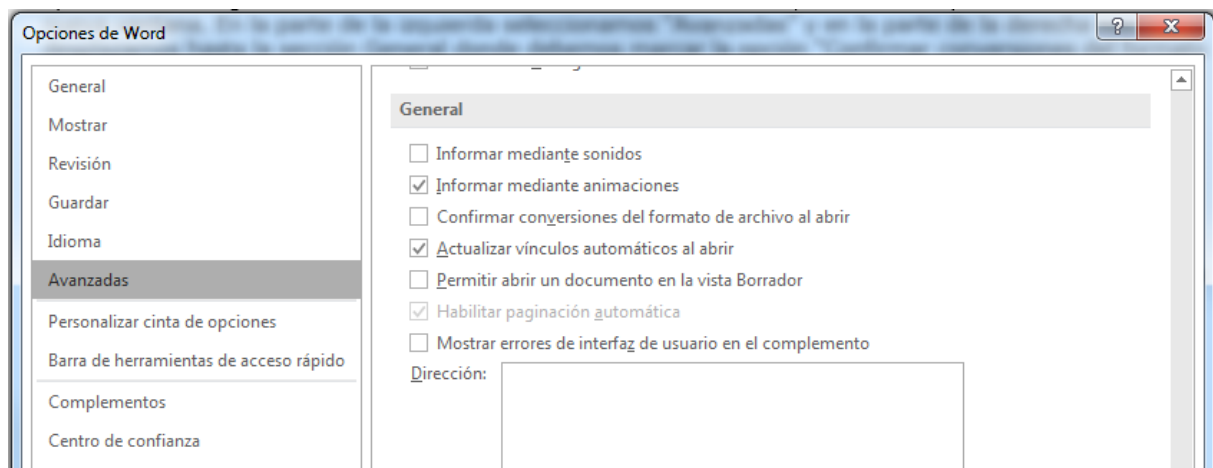 Opciones de Word
General
Mostrar
Revisión
Guardar
Idioma
Avanzadas
Personalizar cinta de opciones
Barra de herramientas de acceso rápido
Complementos
Centro de confianza
General
Informar mediante sonidos
Informar mediante animaciones
Confirmar conversiones del formato de archivo al abrir
Actualizar vínculos automáticos al abrir
Permitir abrir un documento en la vista Borrador
Habilitar paginación automática
Mostrar errores de interfaz de usuario en el complemento
Dirección: